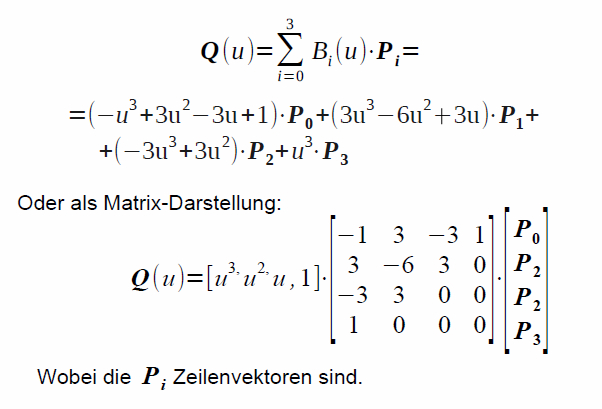 Q(u)=∑_{i=0}^{3} B_i(u)·P_i=
=(−u³+3u²−3u+1)·P₀+(3u³−6u²+3u)·P₁+
+(−3u³+3u²)·P₂+u³·P₃
Oder als Matrix-Darstellung:
Q(u)=[u³, u², u , 1]·[−1 3 −3 1; 3 −6 3 0; −3 3 0 0; 1 0 0 0]·[P₀; P₂; P₂; P₃]
Wobei die P_i Zeilenvektoren sind.